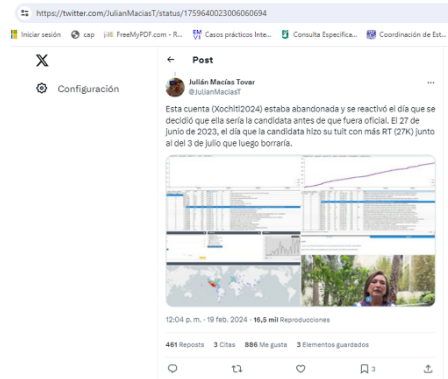 https://twitter.com/JulianMaciasT/status/1759640023006060694
Iniciar sesión cap FreeMyPDF.com - R... Casos prácticos Inte... Consulta Especifica... Coordinación de Est...
X
← Post
Configuración
Julián Macías Tovar
@JulianMaciasT
Esta cuenta (Xochitl2024) estaba abandonada y se reactivó el día que se
decidió que ella sería la candidata antes de que fuera oficial. El 27 de
junio de 2023, el día que la candidata hizo su tuit con más RT (27K) junto
al del 3 de julio que luego borraría.
12:04 p. m. · 19 feb. 2024 · 16,5 mil Reproducciones
461 Reposts 3 Citas 886 Me gusta 3 Elementos guardados
3